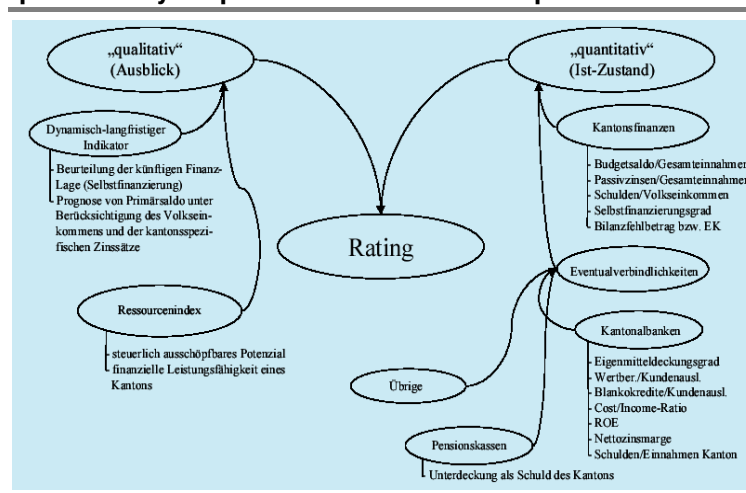 „qualitativ“
(Ausblick)
„quantitativ“
(Ist-Zustand)
Dynamisch-langfristiger
Indikator
- Beurteilung der künftigen Finanz-
Lage (Selbstfinanzierung)
- Prognose von Primärsaldo unter
Berücksichtigung des Volksein-
kommens und der kantonsspezi-
fischen Zinssätze
Kantonsfinanzen
- Budgetsaldo/Gesamteinnahmen
- Passivzinsen/Gesamteinnahmen
- Schulden/Volkseinkommen
- Selbstfinanzierungsgrad
- Bilanzfehlbetrag bzw. EK
Rating
Eventualverbindlichkeiten
Ressourcenindex
- steuerlich ausschöpfbares Potenzial
- finanzielle Leistungsfähigkeit eines
Kantons
Kantonalbanken
- Eigenmitteldeckungsgrad
- Wertber./Kundenausl.
- Blankokredite/Kundenausl.
- Cost/Income-Ratio
- ROE
- Nettozinsmarge
- Schulden/Einnahmen Kanton
Übrige
Pensionskassen
- Unterdeckung als Schuld des Kantons